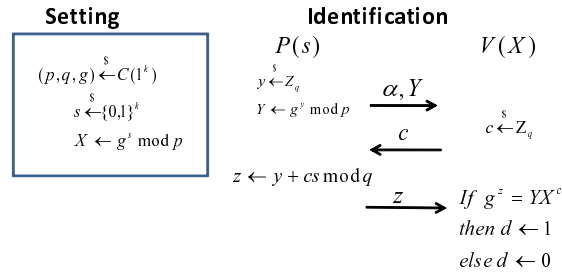 Setting
(p,q,g) $← C(1^k)
s $← {0,1}^k
X ← g^s mod p
Identification
P(s)
V(X)
y $← Z_q
Y ← g^y mod p
α, Y
c $← Z_q
c
z ← y + cs mod q
z
If g^z = YX^c
then d ← 1
else d ← 0